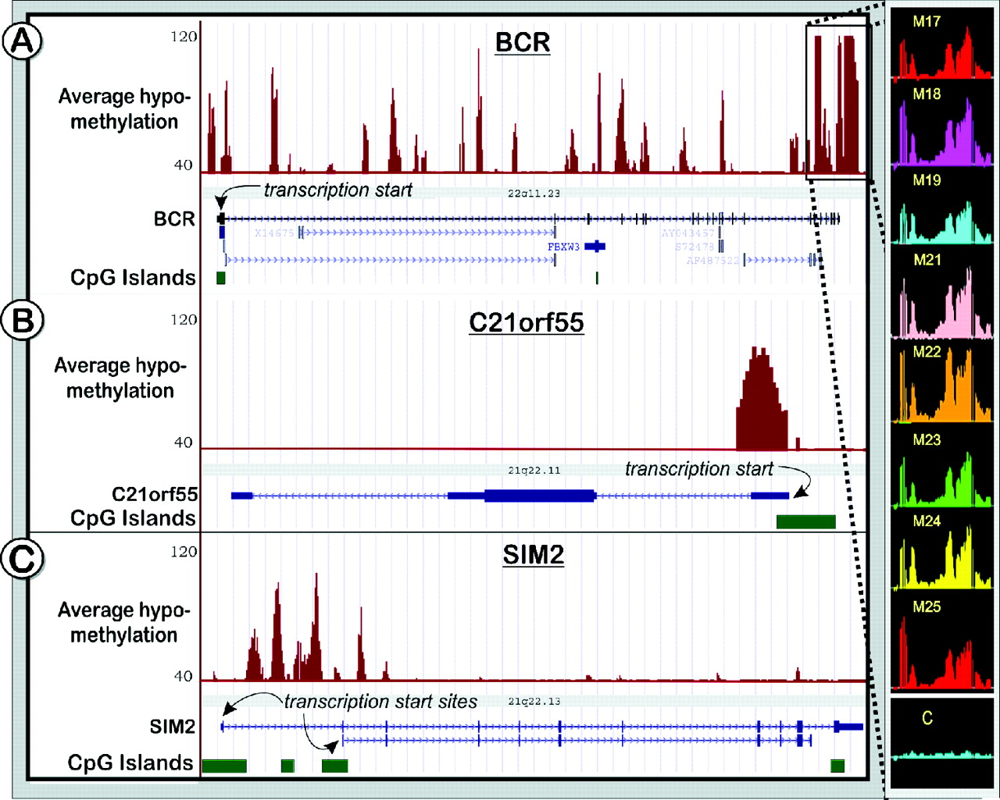 A
120
BCR
Average hypo-
methylation
40
transcription start
22q11.23
BCR
X14675
AY043457
FBXW3
S72478
AF487522
CpG Islands
B
120
C21orf55
Average hypo-
methylation
40
21q22.11
transcription start
C21orf55
CpG Islands
C
120
SIM2
Average hypo-
methylation
40
21q22.13
transcription start sites
SIM2
CpG Islands
M17
M18
M19
M21
M22
M23
M24
M25
C